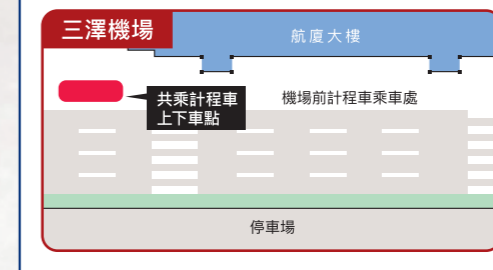 三澤機場
航廈大樓
共乘計程車
上下車點
機場前計程車乘車處
停車場